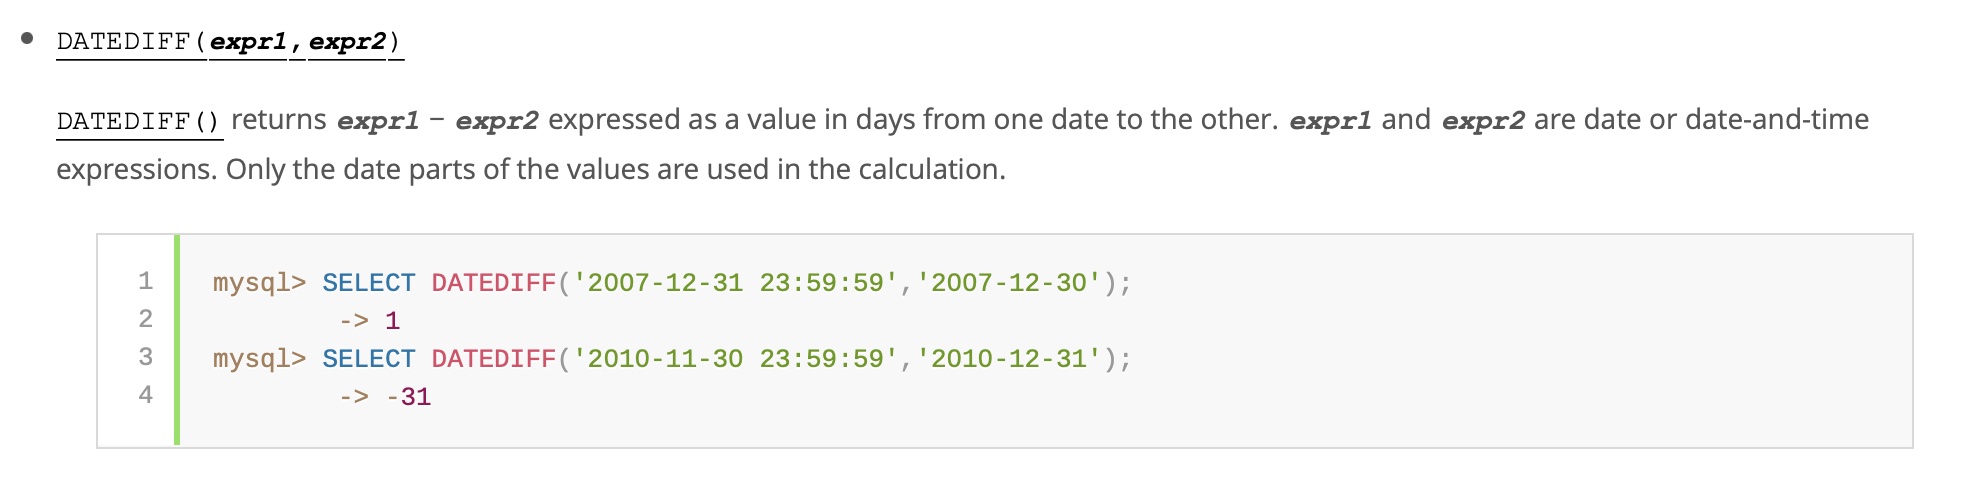 • DATEDIFF(expr1,expr2)
DATEDIFF() returns expr1 − expr2 expressed as a value in days from one date to the other. expr1 and expr2 are date or date-and-time
expressions. Only the date parts of the values are used in the calculation.
1 mysql> SELECT DATEDIFF('2007-12-31 23:59:59','2007-12-30');
2 -> 1
3 mysql> SELECT DATEDIFF('2010-11-30 23:59:59','2010-12-31');
4 -> -31